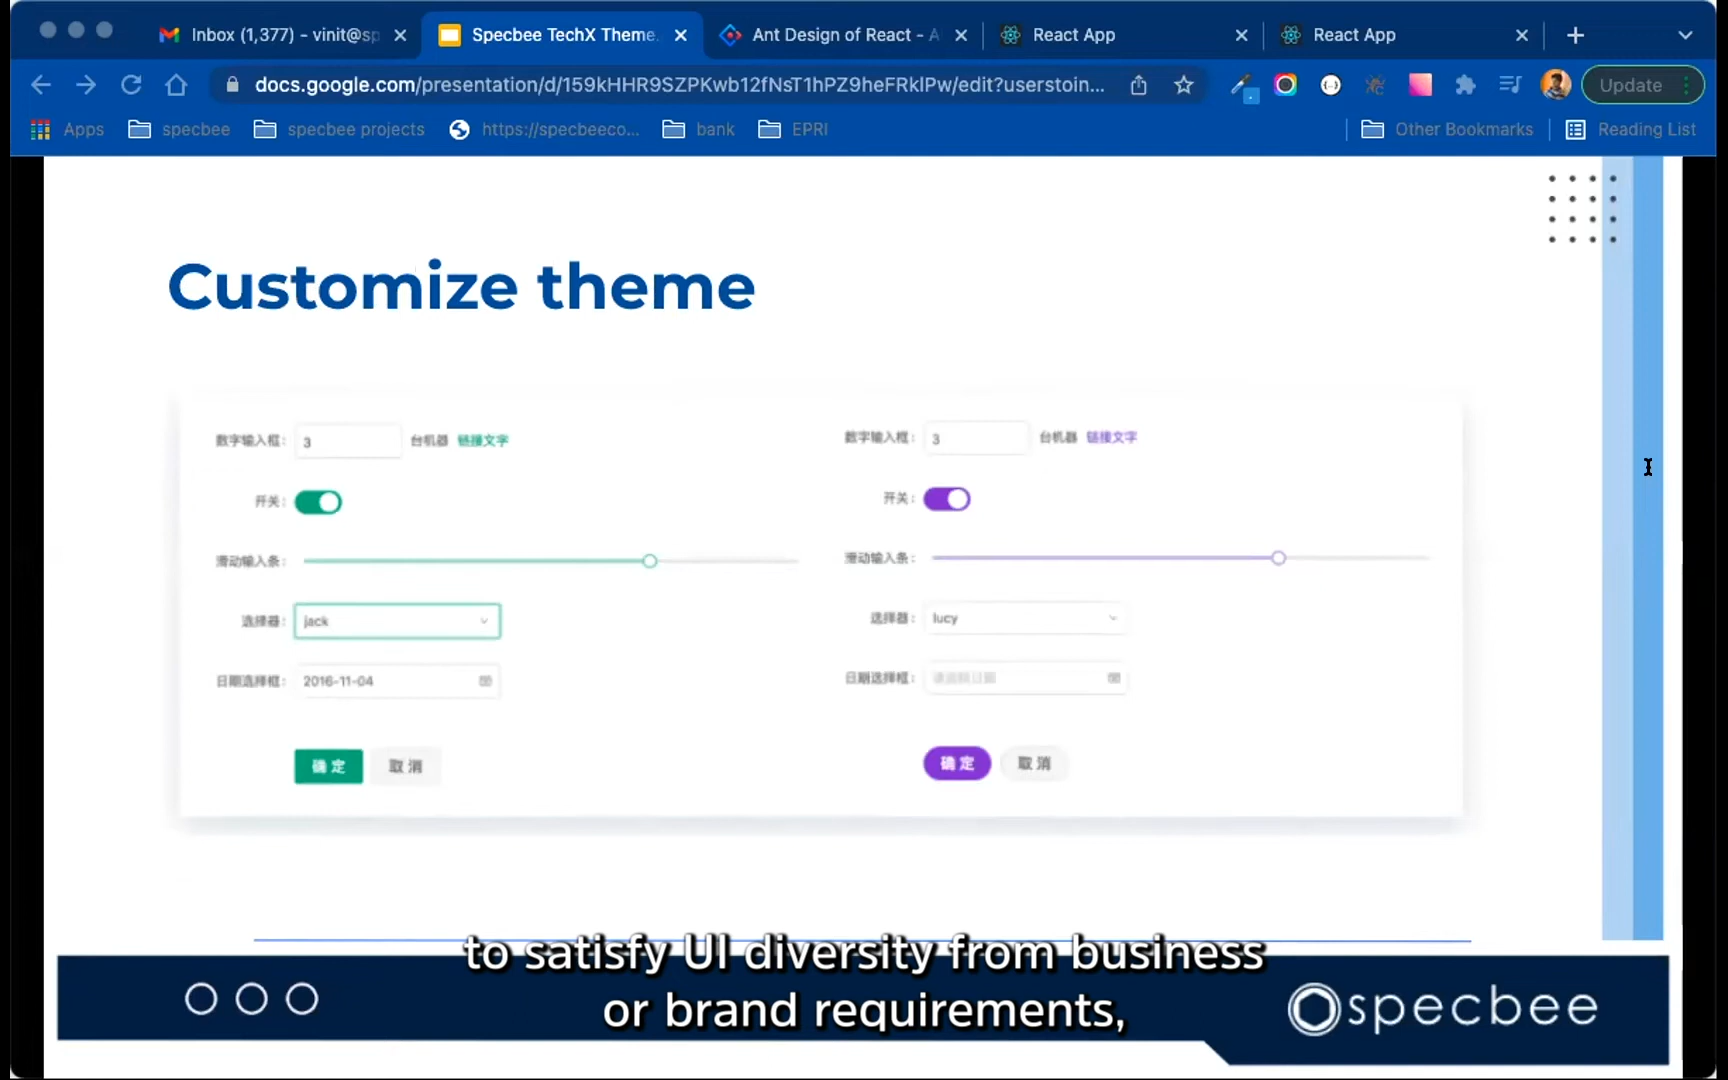 Inbox (1,377) - vinit@sp
Specbee TechX Theme.
Ant Design of React - A
React App
React App
docs.google.com/presentation/d/159kHHR9SZPKwb12fNsT1hPZ9heFRklPw/edit?userstoin...
Update
Apps
specbee
specbee projects
https://specbeeco...
bank
EPRI
Other Bookmarks
Reading List
Customize theme
数字输入框: 3 台机器 链接文字
开关:
滑动输入条:
选择器: jack
日期选择框: 2016-11-04
确 定 取 消
数字输入框: 3 台机器 链接文字
开关:
滑动输入条:
选择器: lucy
日期选择框: 请选择日期
确 定 取 消
to satisfy UI diversity from business
or brand requirements,
specbee